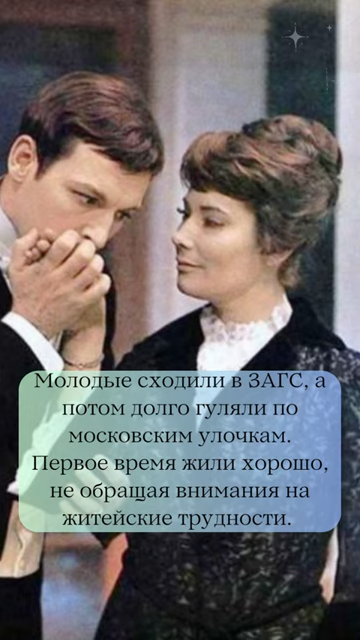 Молодые сходили в ЗАГС, а
потом долго гуляли по
московским улочкам.
Первое время жили хорошо,
не обращая внимания на
житейские трудности.